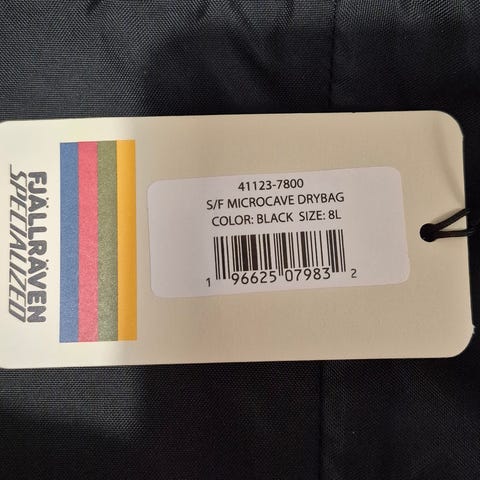 FJÄLLRÄVEN
SPECIALIZED
41123-7800
S/F MICROCAVE DRYBAG
COLOR: BLACK SIZE: 8L
1 96625 07983 2